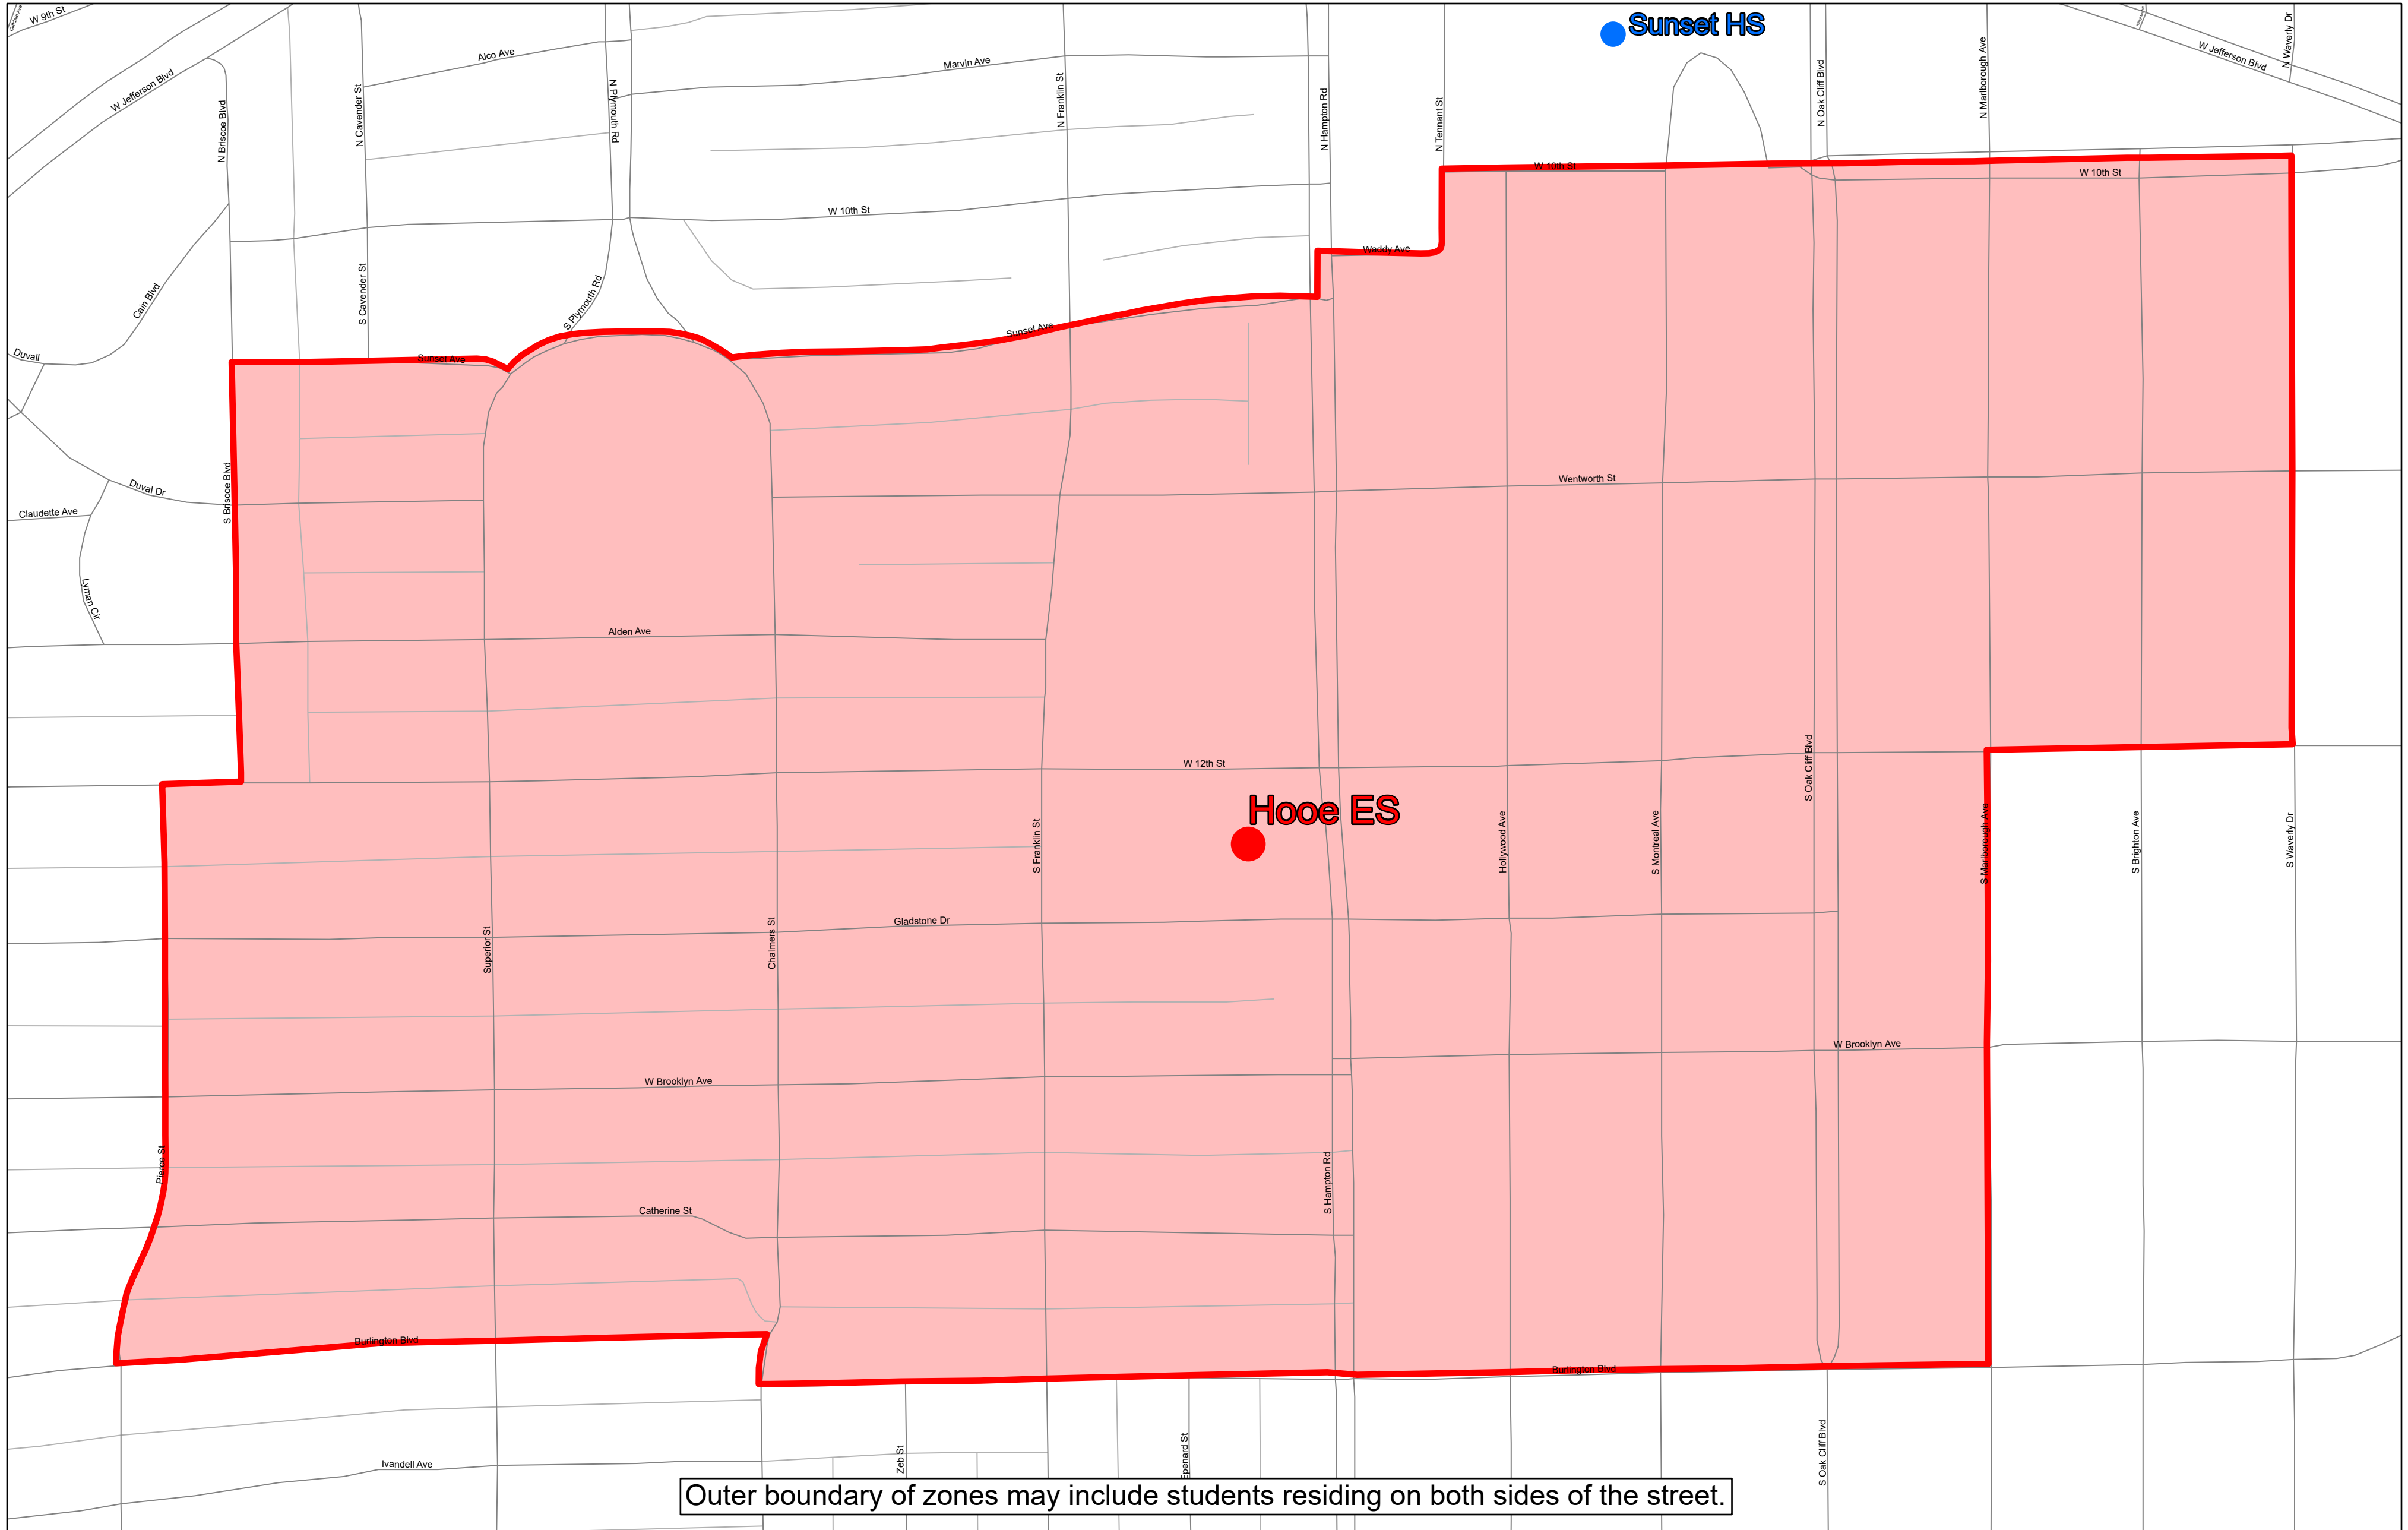 W 9th St
Sunset HS
W Jefferson Blvd
Alco Ave
Marvin Ave
W Jefferson Blvd
N Waverly Dr
N Briscoe Blvd
N Cavender St
N Plymouth Rd
N Franklin St
N Hampton Rd
N Tennant St
N Oak Cliff Blvd
N Marlborough Ave
W 10th St
W 10th St
W 10th St
Waddy Ave
Cain Blvd
S Cavender St
S Plymouth Rd
Sunset Ave
Duvall
Sunset Ave
S Briscoe Blvd
Duval Dr
Wentworth St
Claudette Ave
Lyman Cir
Alden Ave
W 12th St
S Oak Cliff Blvd
Hooe ES
S Franklin St
Hollywood Ave
S Montreal Ave
S Marlborough Ave
S Brighton Ave
S Waverly Dr
Gladstone Dr
Superior St
Chalmers St
W Brooklyn Ave
W Brooklyn Ave
Pierce St
S Hampton Rd
Catherine St
Burlington Blvd
Burlington Blvd
Zeb St
Epenard St
S Oak Cliff Blvd
Ivandell Ave
Outer boundary of zones may include students residing on both sides of the street.